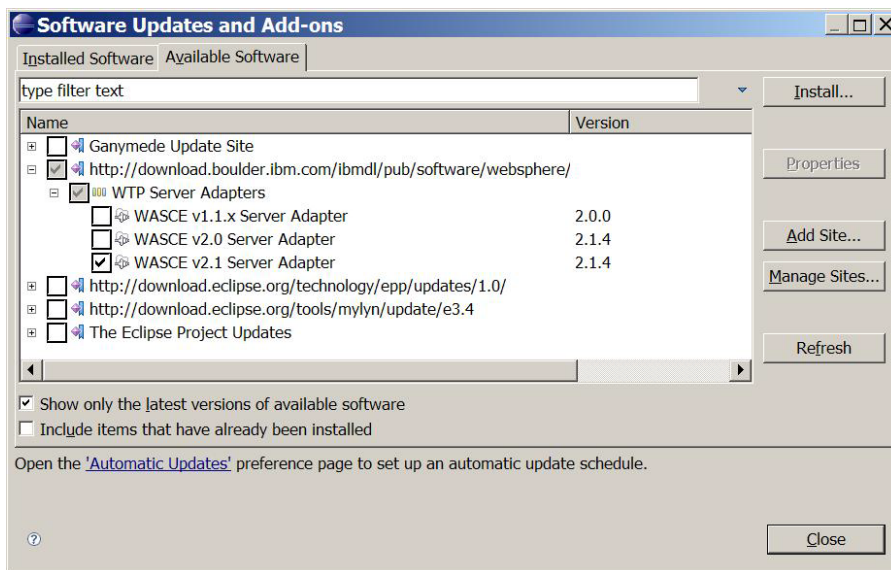 Software Updates and Add-ons
Installed Software Available Software
type filter text
Install...
Name Version
Ganymede Update Site
http://download.boulder.ibm.com/ibmdl/pub/software/websphere/
Properties
WTP Server Adapters
WASCE v1.1.x Server Adapter 2.0.0
WASCE v2.0 Server Adapter 2.1.4
Add Site...
WASCE v2.1 Server Adapter 2.1.4
Manage Sites...
http://download.eclipse.org/technology/epp/updates/1.0/
http://download.eclipse.org/tools/mylyn/update/e3.4
The Eclipse Project Updates
Refresh
Show only the latest versions of available software
Include items that have already been installed
Open the 'Automatic Updates' preference page to set up an automatic update schedule.
?
Close